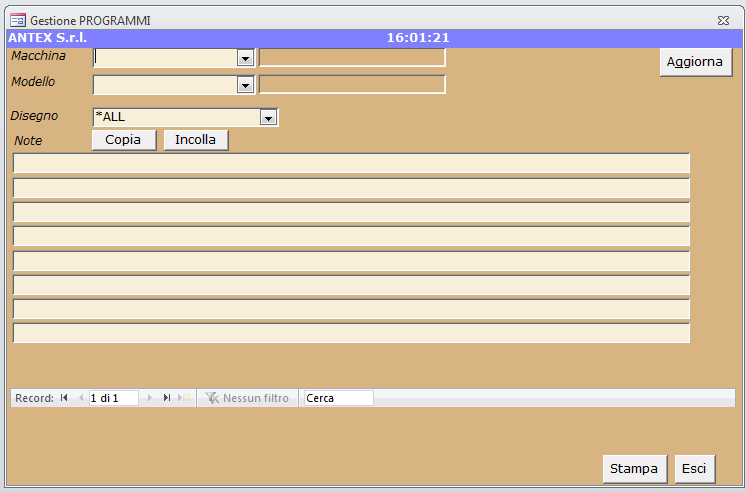 Gestione PROGRAMMI
ANTEX S.r.l. 16:01:21
Macchina
Aggiorna
Modello
Disegno *ALL
Note Copia Incolla
Record: 1 di 1 Nessun filtro Cerca
Stampa Esci